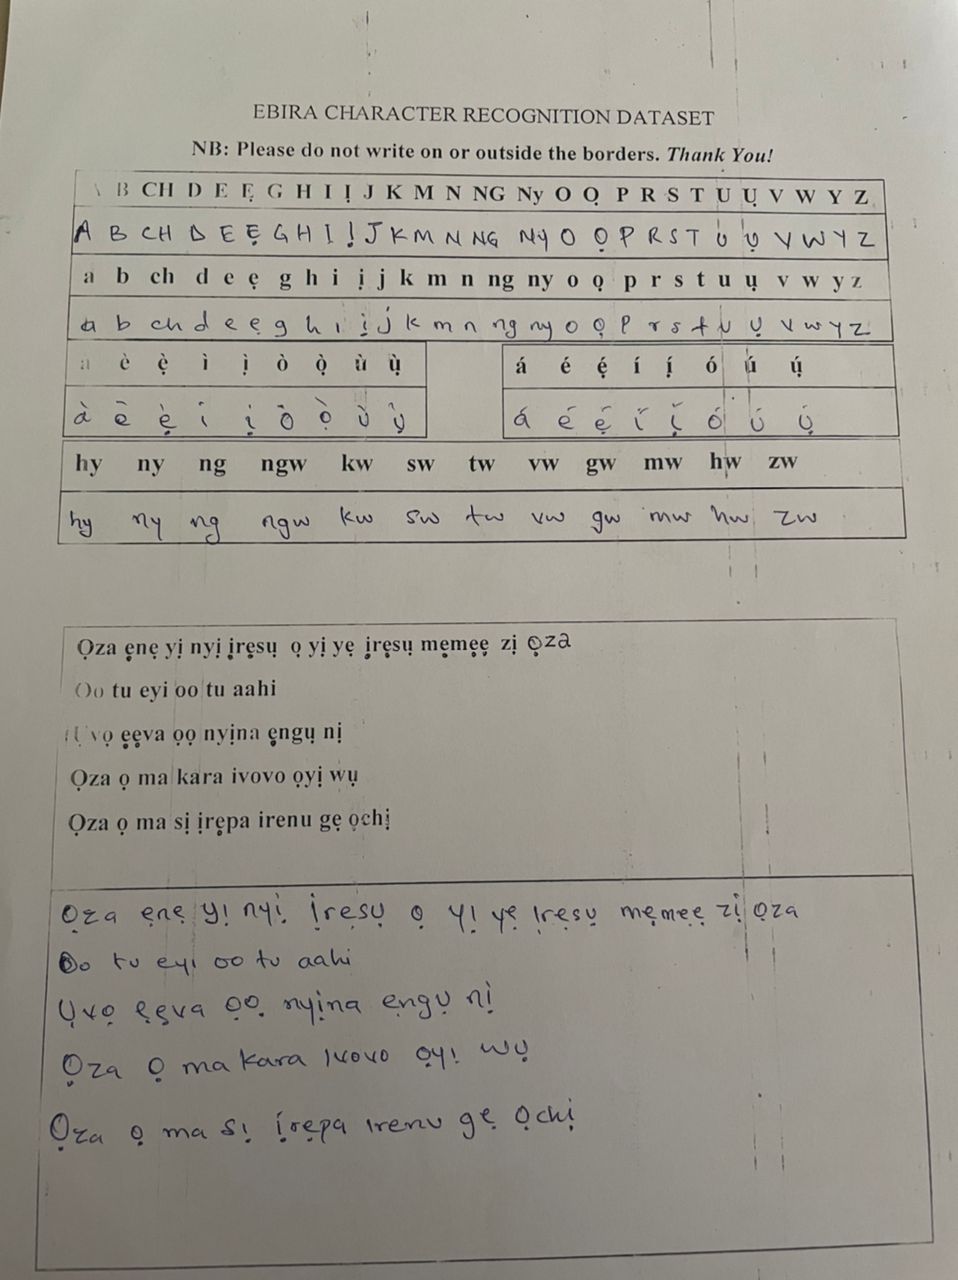 EBIRA CHARACTER RECOGNITION DATASET
NB: Please do not write on or outside the borders. Thank You!
A B CH D E Ẹ G H I Ị J K M N NG Ny O Ọ P R S T U Ụ V W Y Z
A B CH D E Ẹ G H I Ị J K M N NG NY O Ọ P R S T U Ụ V W Y Z
a b ch d e ẹ g h i ị j k m n ng ny o ọ p r s t u ụ v w y z
a b ch d e ẹ g h i ị j k m n ng ny o ọ p r s t u ụ v w y z
a è ẹ̀ ì ị̀ ò ọ̀ ù ụ̀
á é ẹ́ í ị́ ó ú ụ́
à è ẹ̀ ì ị̀ ò ọ̀ ù ụ̀
á é ẹ́ í ị́ ó ú ụ́
hy ny ng ngw kw sw tw vw gw mw hw zw
hy ny ng ngw kw sw tw vw gw mw hw zw
Ọza ẹnẹ yị nyị ịrẹsụ ọ yị yẹ ịrẹsụ mẹmẹẹ zị ọza
Oo tu eyi oo tu aahi
Ụvọ ẹẹva ọọ nyịna ẹngụ nị
Ọza ọ ma kara ivovo ọyị wụ
Ọza ọ ma sị ịrẹpa irenu gẹ ọchị
Ọza ẹnẹ yị nyị ịrẹsụ ọ yị yẹ ịrẹsụ mẹmẹẹ zị ọza
Oo tu eyi oo tu aahi
Ụvọ ẹẹva ọọ nyịna ẹngụ nị
Ọza ọ ma kara ivovo ọyị wụ
Ọza ọ ma sị ịrẹpa irenu gẹ ọchị